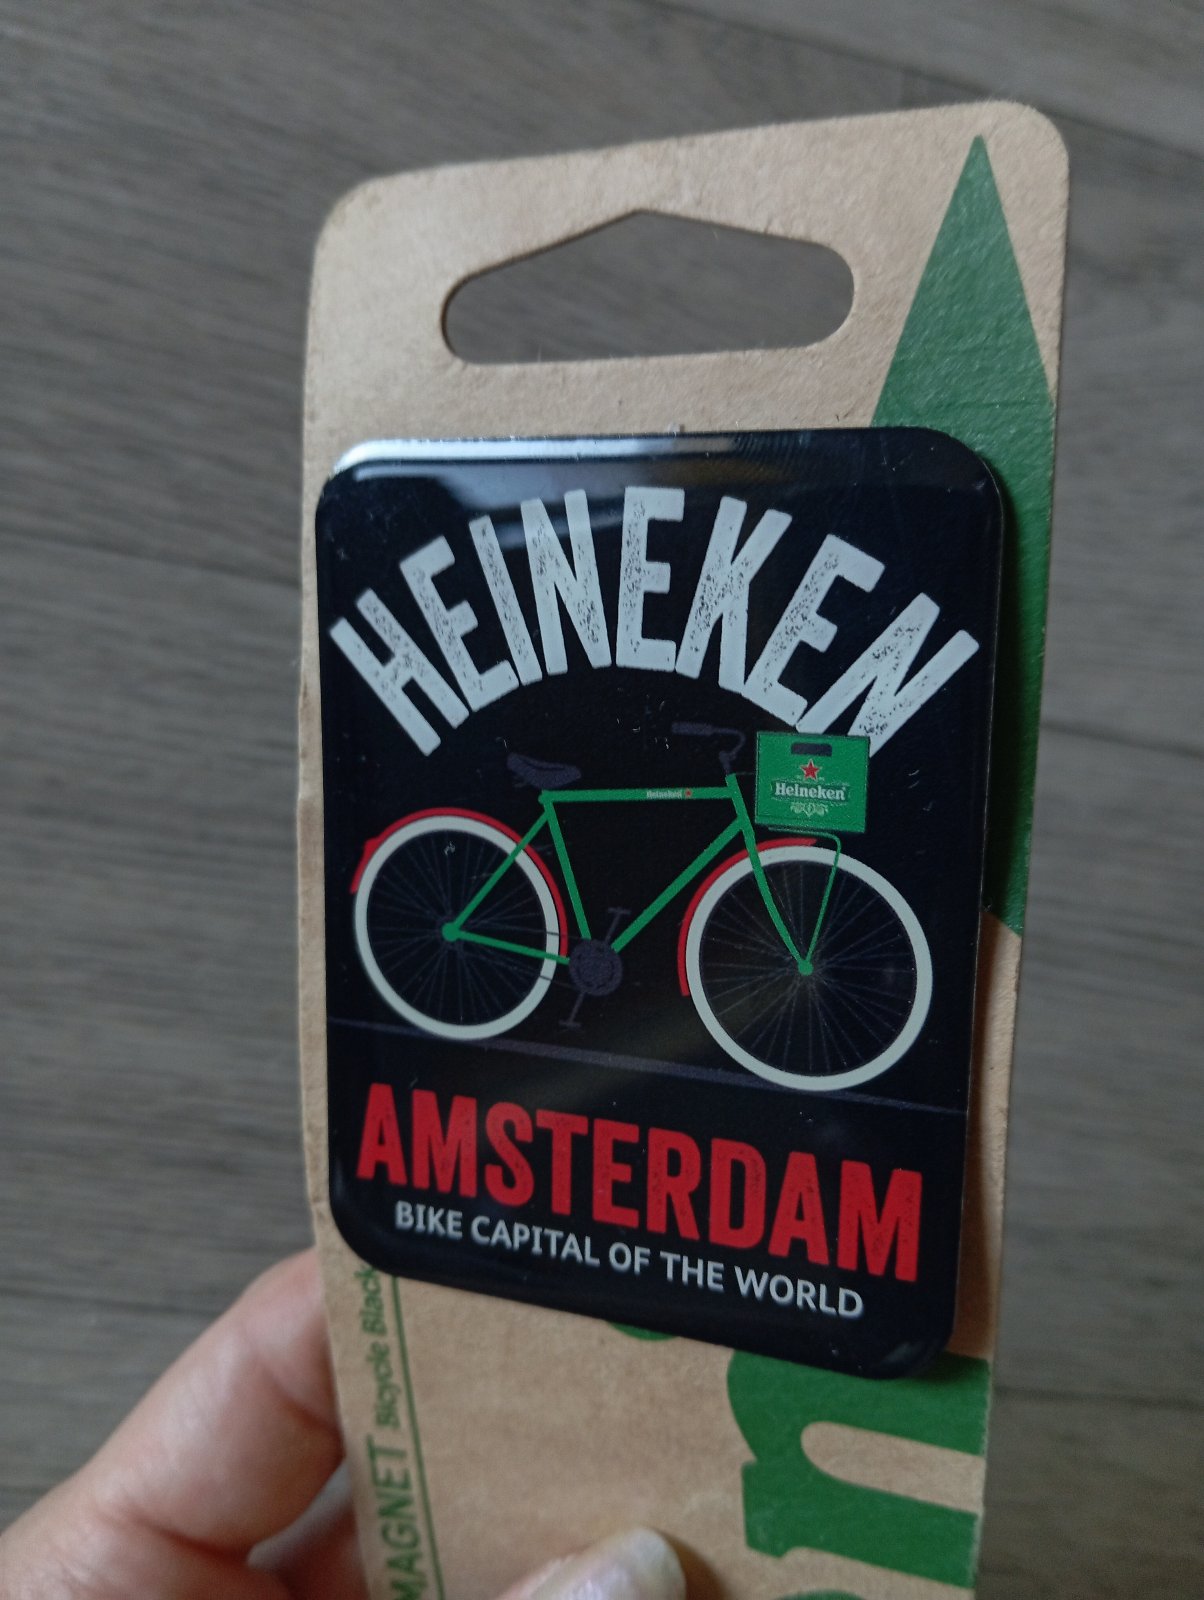 HEINEKEN
Heineken
Heineken
AMSTERDAM
BIKE CAPITAL OF THE WORLD
MAGNET Bicycle Black
n